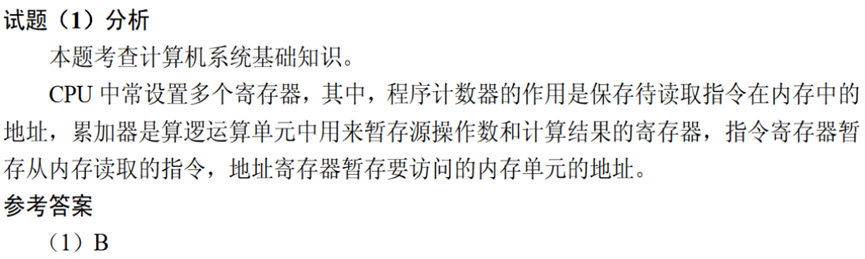 试题（1）分析
本题考查计算机系统基础知识。
CPU 中常设置多个寄存器，其中，程序计数器的作用是保存待读取指令在内存中的
地址，累加器是算逻运算单元中用来暂存源操作数和计算结果的寄存器，指令寄存器暂
存从内存读取的指令，地址寄存器暂存要访问的内存单元的地址。
参考答案
（1）B